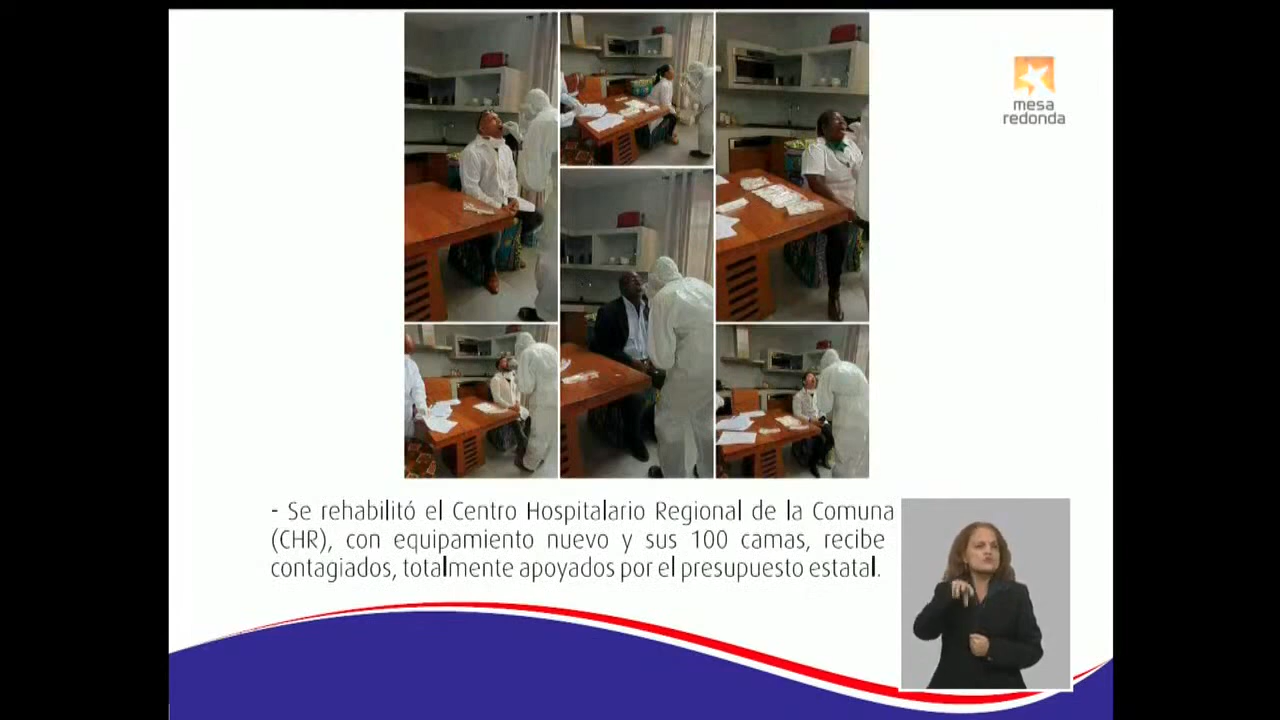 mesa
redonda
- Se rehabilitó el Centro Hospitalario Regional de la Comuna
(CHR), con equipamiento nuevo y sus 100 camas, recibe
contagiados, totalmente apoyados por el presupuesto estatal.